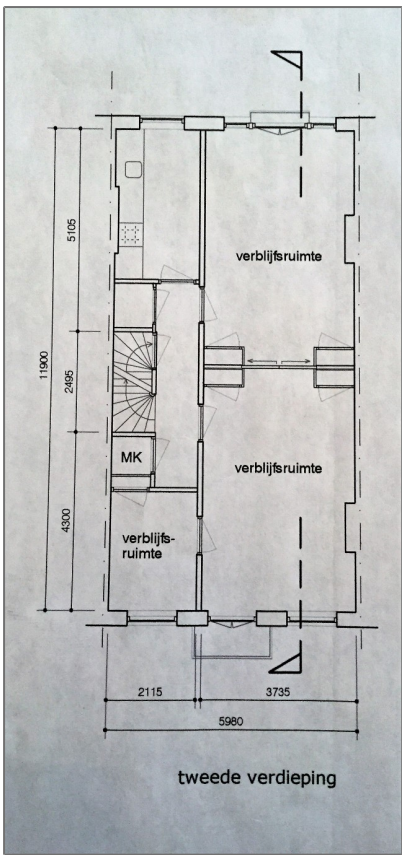 verblijfsruimte
5105
11900
2495
verblijfsruimte
MK
4300
verblijfs-
ruimte
2115
3735
5980
tweede verdieping